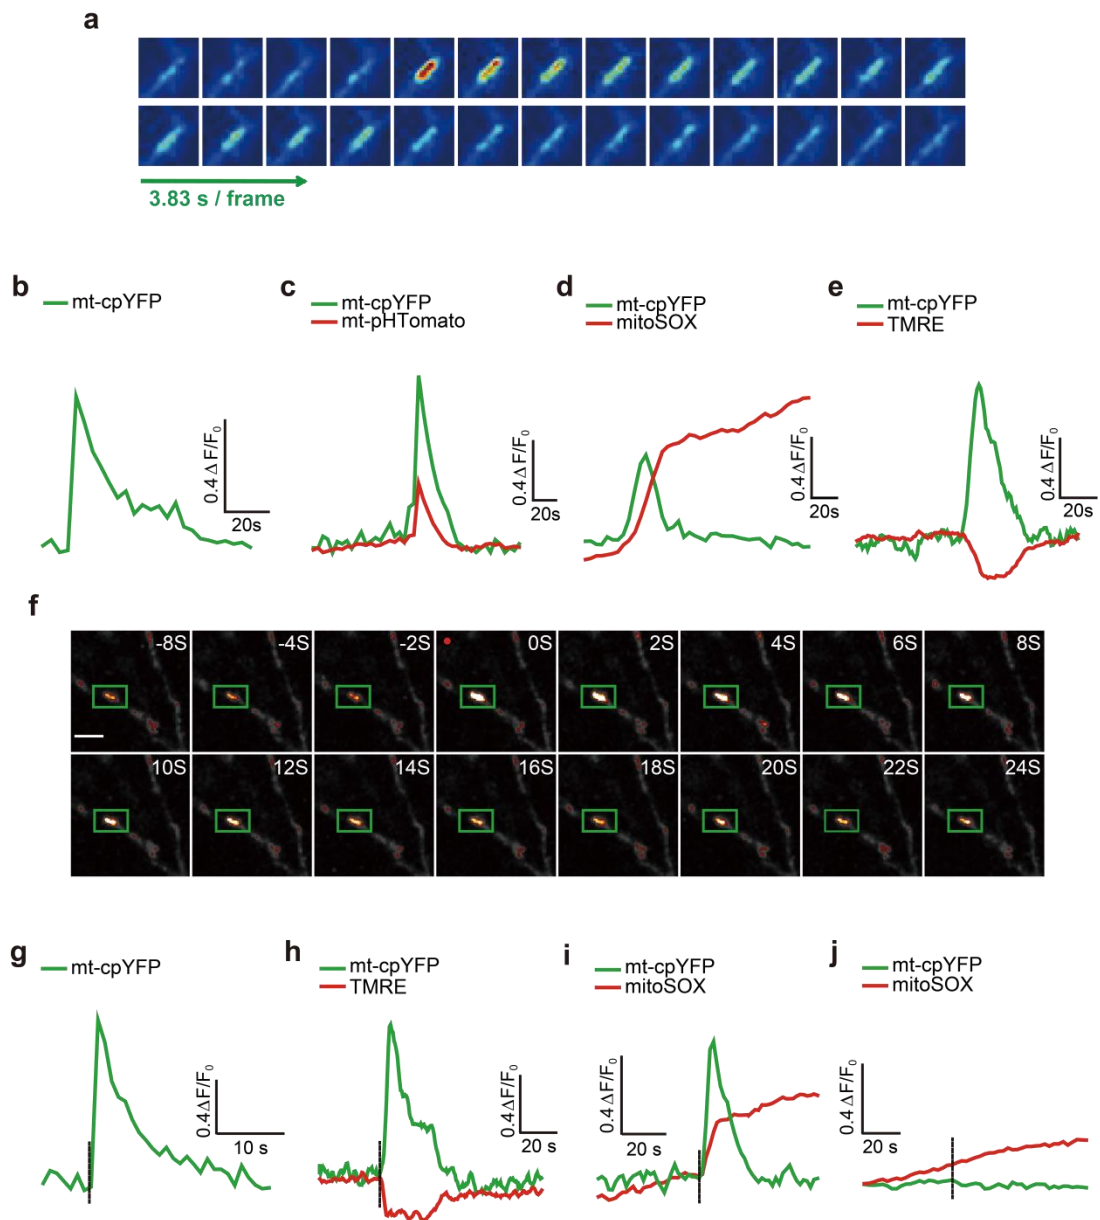 a
3.83 s / frame
b
mt-cpYFP
0.4 ΔF/F₀
20s
c
mt-cpYFP
mt-pHTomato
0.4 ΔF/F₀
20s
d
mt-cpYFP
mitoSOX
0.4 ΔF/F₀
20s
e
mt-cpYFP
TMRE
0.4 ΔF/F₀
20s
f
-8S -4S -2S 0S 2S 4S 6S 8S
10S 12S 14S 16S 18S 20S 22S 24S
g
mt-cpYFP
0.4 ΔF/F₀
10 s
h
mt-cpYFP
TMRE
0.4 ΔF/F₀
20 s
i
mt-cpYFP
mitoSOX
0.4 ΔF/F₀
20 s
j
mt-cpYFP
mitoSOX
0.4 ΔF/F₀
20 s